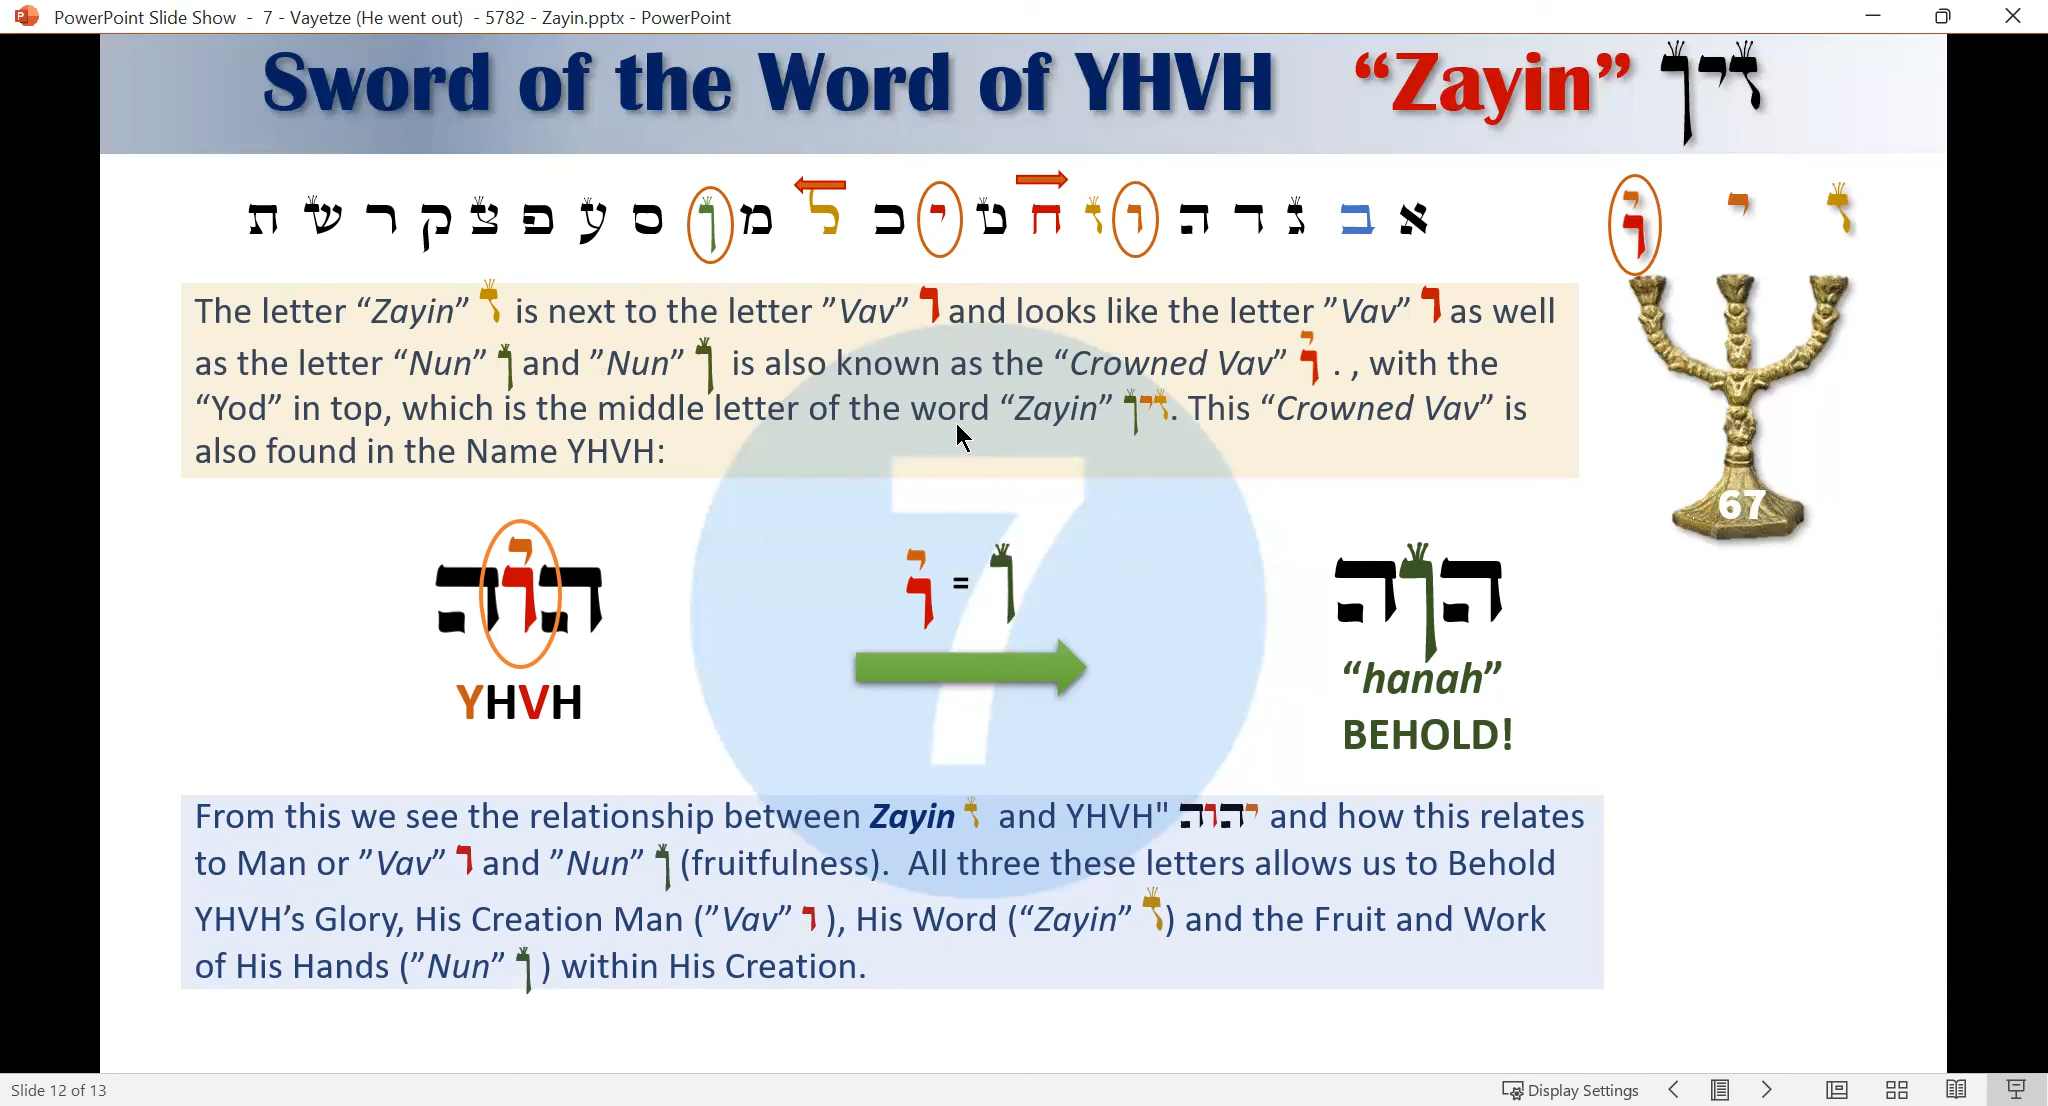 PowerPoint Slide Show - 7 - Vayetze (He went out) - 5782 - Zayin.pptx - PowerPoint
Sword of the Word of YHVH “Zayin” זין
א ב ג ד ה ו ז ח ט י כ ל מ ן ס ע פ צ ק ר ש ת
ז י וֹ
The letter “Zayin” ז is next to the letter ”Vav” ו and looks like the letter ”Vav” ו as well
as the letter “Nun” ן and ”Nun” ן is also known as the “Crowned Vav” וֹ . , with the
“Yod” in top, which is the middle letter of the word “Zayin” זין. This “Crowned Vav” is
also found in the Name YHVH:
67
7
הוֹה
YHVH
וֹ = ן
הןה
“hanah”
BEHOLD!
From this we see the relationship between Zayin ז and YHVH" יהוה and how this relates
to Man or ”Vav” ו and ”Nun” ן (fruitfulness). All three these letters allows us to Behold
YHVH’s Glory, His Creation Man (”Vav” ו ), His Word (“Zayin” ז) and the Fruit and Work
of His Hands (”Nun” ן ) within His Creation.
Slide 12 of 13
Display Settings